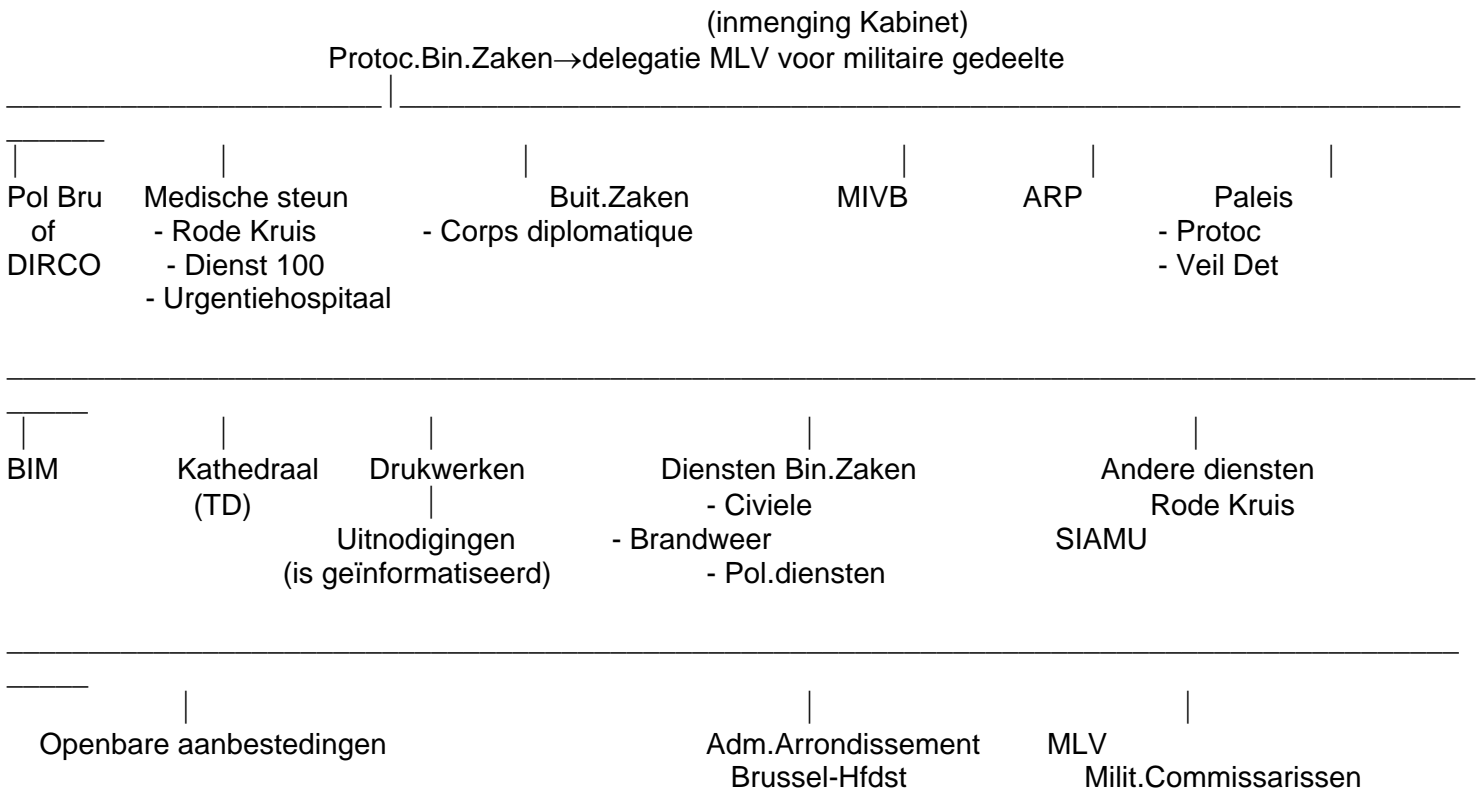 (inmenging Kabinet)
Protoc.Bin.Zaken→delegatie MLV voor militaire gedeelte
Pol Bru Medische steun Buit.Zaken MIVB ARP Paleis
of - Rode Kruis - Corps diplomatique - Protoc
DIRCO - Dienst 100 - Veil Det
- Urgentiehospitaal
BIM Kathedraal Drukwerken Diensten Bin.Zaken Andere diensten
(TD) - Civiele Rode Kruis
Uitnodigingen - Brandweer SIAMU
(is geïnformatiseerd) - Pol.diensten
Openbare aanbestedingen Adm.Arrondissement MLV
Brussel-Hfdst Milit.Commissarissen